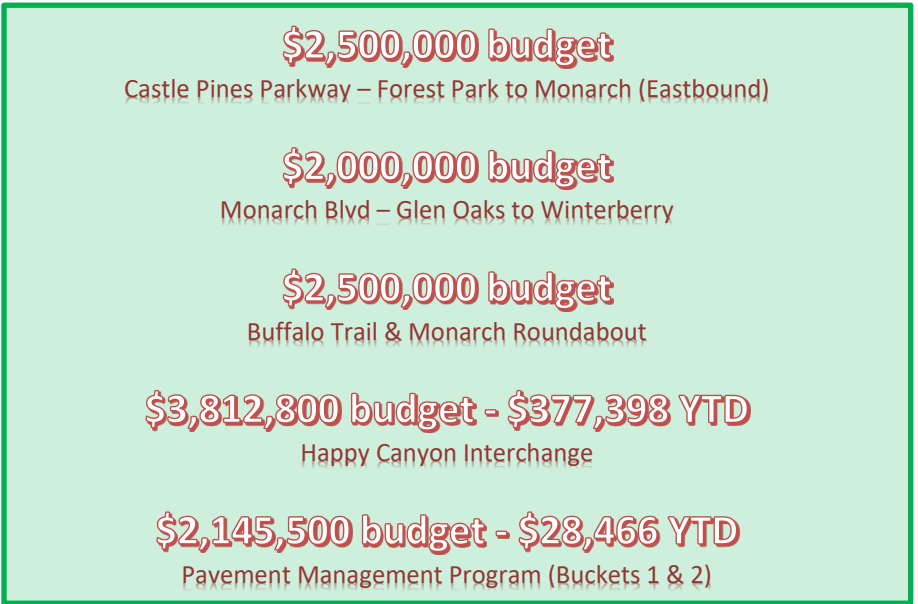 $2,500,000 budget
Castle Pines Parkway – Forest Park to Monarch (Eastbound)
$2,000,000 budget
Monarch Blvd – Glen Oaks to Winterberry
$2,500,000 budget
Buffalo Trail & Monarch Roundabout
$3,812,800 budget - $377,398 YTD
Happy Canyon Interchange
$2,145,500 budget - $28,466 YTD
Pavement Management Program (Buckets 1 & 2)